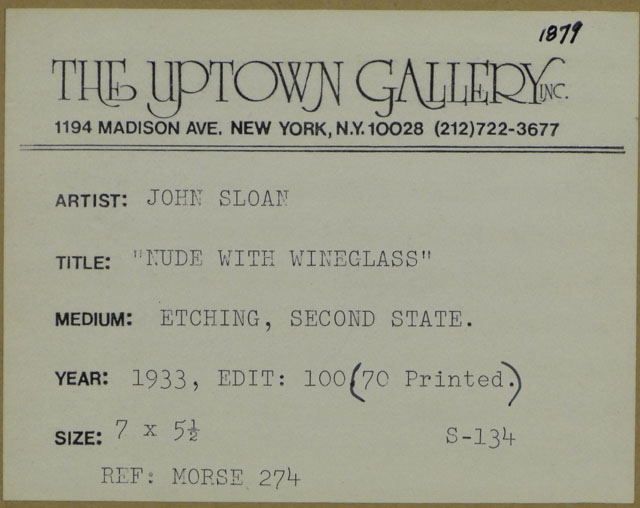 1879
THE UPTOWN GALLERY INC.
1194 MADISON AVE. NEW YORK, N.Y. 10028 (212)722-3677
ARTIST: JOHN SLOAN
TITLE: "NUDE WITH WINEGLASS"
MEDIUM: ETCHING, SECOND STATE.
YEAR: 1933, EDIT: 100(70 Printed.)
SIZE: 7 x 5½ S-134
REF: MORSE 274